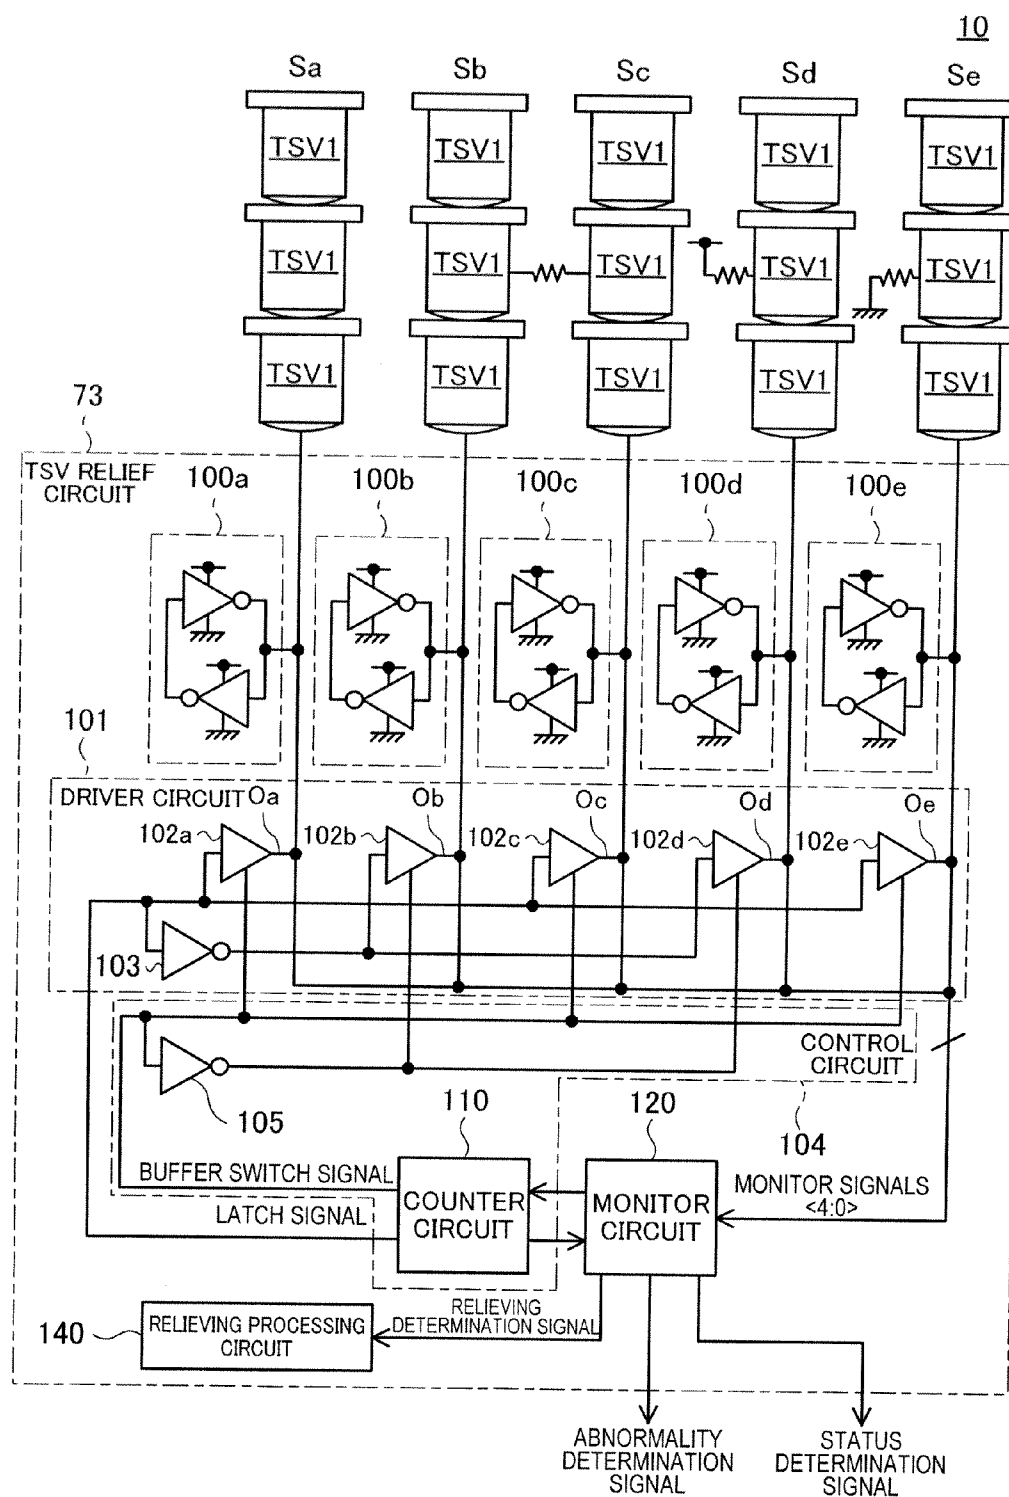 10
Sa Sb Sc Sd Se
TSV1 TSV1 TSV1 TSV1 TSV1
TSV1 TSV1 TSV1 TSV1 TSV1
TSV1 TSV1 TSV1 TSV1 TSV1
73
TSV RELIEF
CIRCUIT
100a 100b 100c 100d 100e
101
DRIVER CIRCUIT
Oa Ob Oc Od Oe
102a 102b 102c 102d 102e
103
CONTROL
CIRCUIT
105
110
120
104
BUFFER SWITCH SIGNAL
LATCH SIGNAL
COUNTER
CIRCUIT
MONITOR
CIRCUIT
MONITOR SIGNALS
<4:0>
140
RELIEVING PROCESSING
CIRCUIT
RELIEVING
DETERMINATION SIGNAL
ABNORMALITY
DETERMINATION
SIGNAL
STATUS
DETERMINATION
SIGNAL